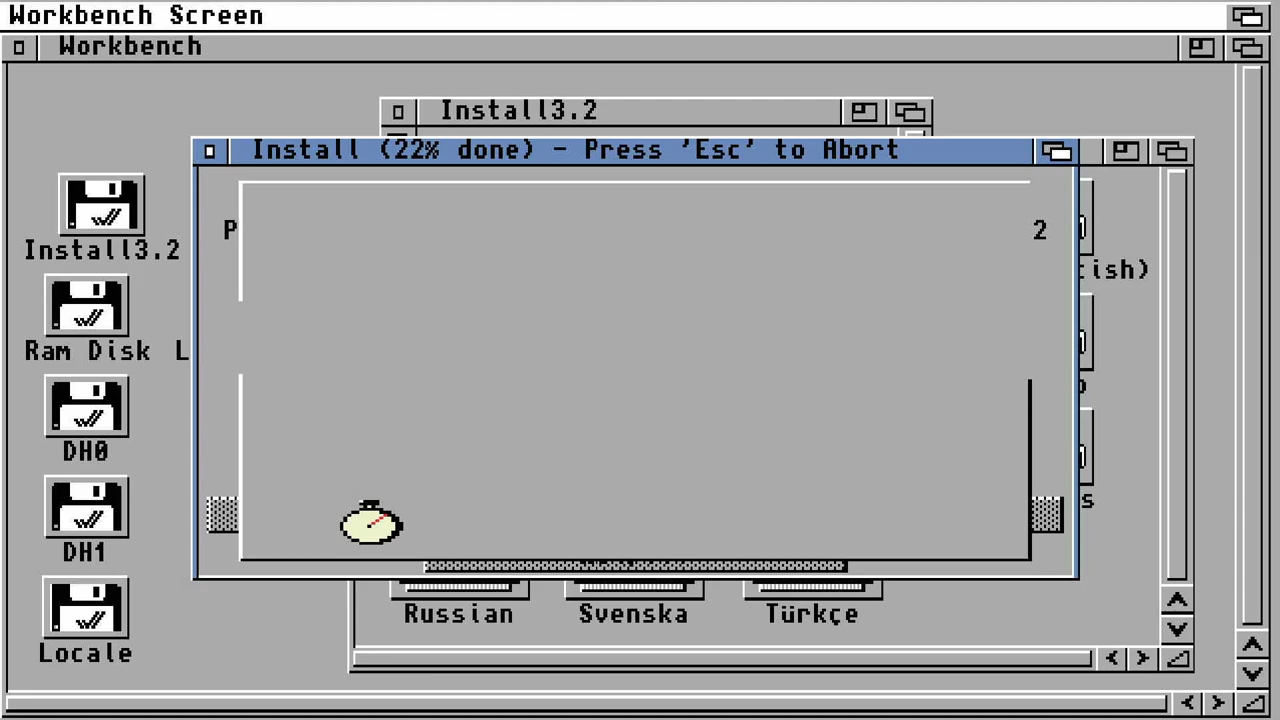 Workbench Screen
Workbench
Install3.2
Install (22% done) - Press 'Esc' to Abort
P 2
Install3.2
Ram Disk L
DH0
DH1
Russian Svenska Türkçe
Locale